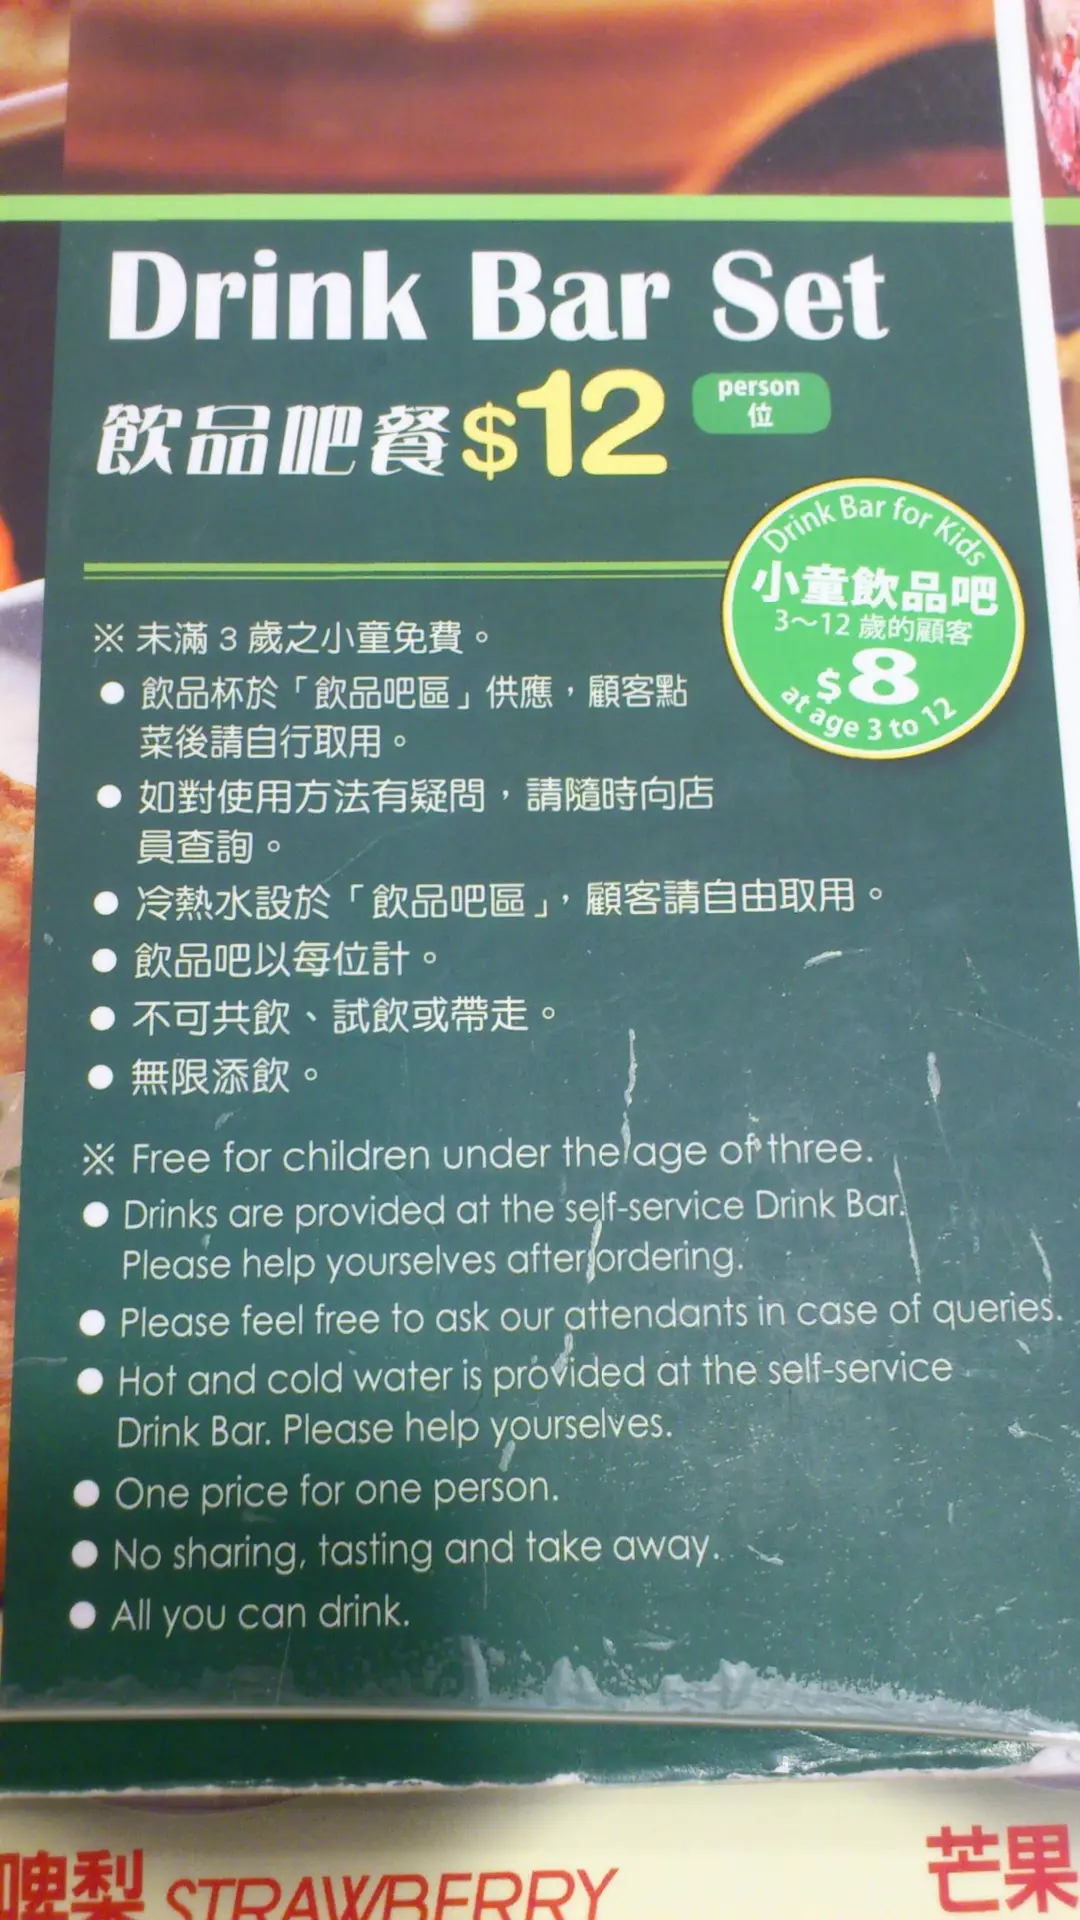 Drink Bar Set
飲品吧餐$12
person
位
Drink Bar for Kids
小童飲品吧
3～12 歲的顧客
$8
at age 3 to 12
※ 未滿 3 歲之小童免費。
● 飲品杯於「飲品吧區」供應，顧客點
菜後請自行取用。
● 如對使用方法有疑問，請隨時向店
員查詢。
● 冷熱水設於「飲品吧區」，顧客請自由取用。
● 飲品吧以每位計。
● 不可共飲、試飲或帶走。
● 無限添飲。
※ Free for children under the age of three.
● Drinks are provided at the self-service Drink Bar.
Please help yourselves after ordering.
● Please feel free to ask our attendants in case of queries.
● Hot and cold water is provided at the self-service
Drink Bar. Please help yourselves.
● One price for one person.
● No sharing, tasting and take away.
● All you can drink.
啤梨 STRAWBERRY
芒果